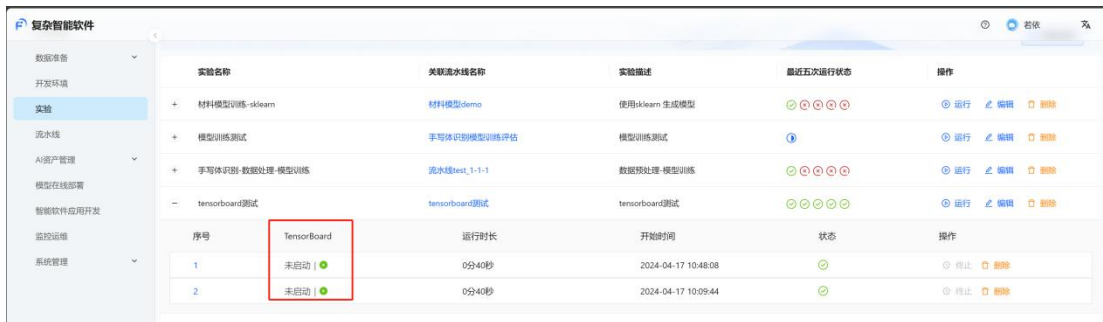 复杂智能软件
若依
数据准备
开发环境
实验
流水线
AI资产管理
模型在线部署
智能软件应用开发
监控运维
系统管理
实验名称 关联流水线名称 实验描述 最近五次运行状态 操作
+ 材料模型训练-sklearn 材料模型demo 使用sklearn 生成模型 运行 编辑 删除
+ 模型训练测试 手写体识别模型训练评估 模型训练测试 运行 编辑 删除
+ 手写体识别-数据处理-模型训练 流水线test_1-1-1 数据预处理-模型训练 运行 编辑 删除
− tensorboard测试 tensorboard测试 tensorboard测试 运行 编辑 删除
序号 TensorBoard 运行时长 开始时间 状态 操作
1 未启动 | 0分40秒 2024-04-17 10:48:08 终止 删除
2 未启动 | 0分40秒 2024-04-17 10:09:44 终止 删除